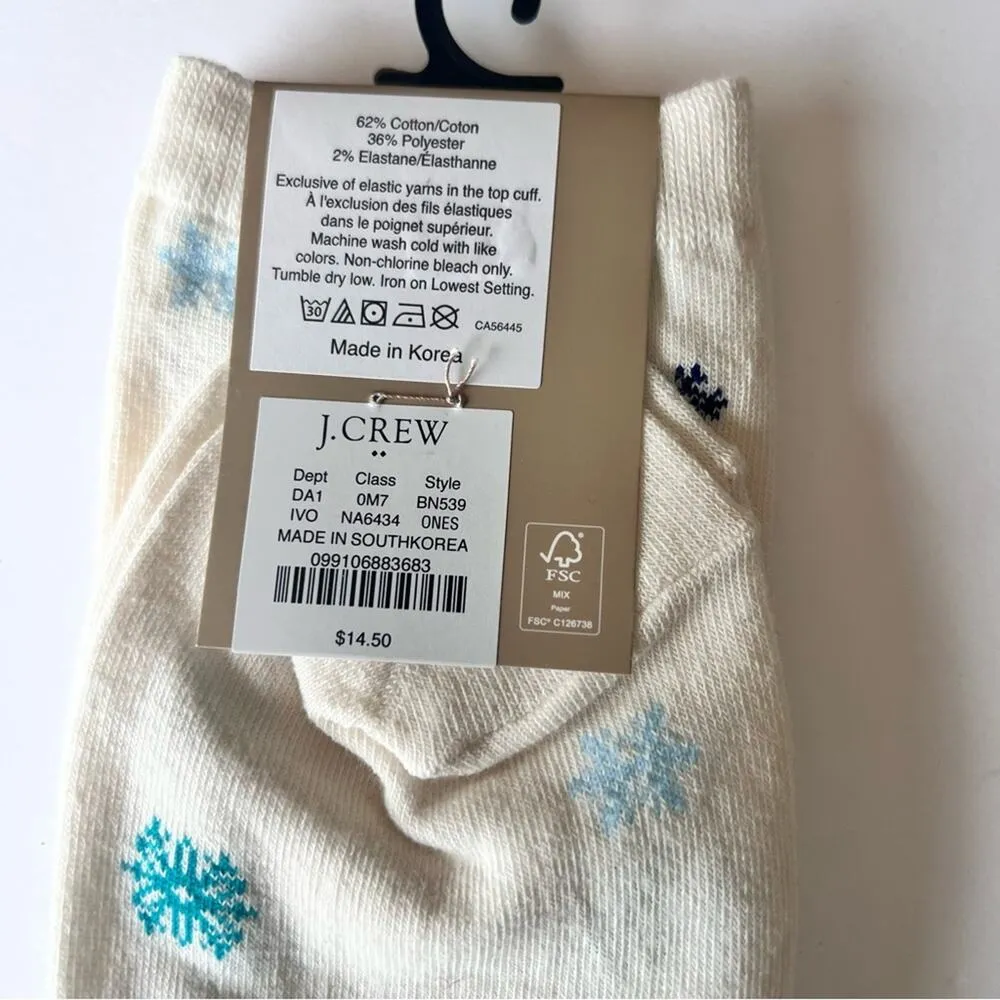 62% Cotton/Coton
36% Polyester
2% Elastane/Élasthanne
Exclusive of elastic yarns in the top cuff.
À l'exclusion des fils élastiques
dans le poignet supérieur.
Machine wash cold with like
colors. Non-chlorine bleach only.
Tumble dry low. Iron on Lowest Setting.
30
CA56445
Made in Korea
J.CREW
Dept Class Style
DA1 0M7 BN539
IVO NA6434 0NES
MADE IN SOUTHKOREA
099106883683
$14.50
FSC
MIX
Paper
FSC® C126738